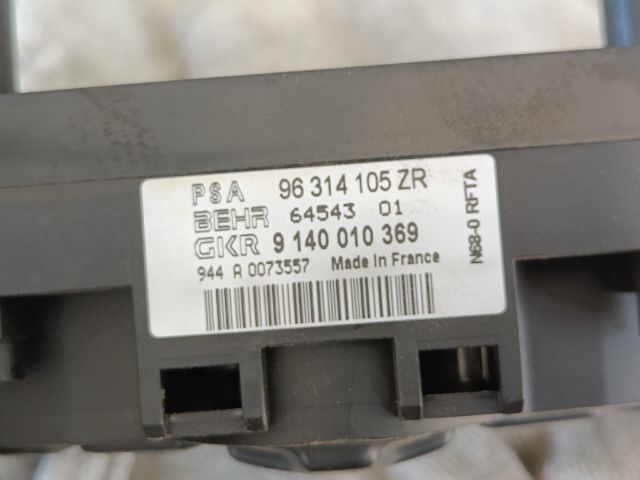 PSA 96 314 105 ZR
BEHR 64543 01
GKR 9 140 010 369
944 A 0073557 Made In France
N68-0 RFTA